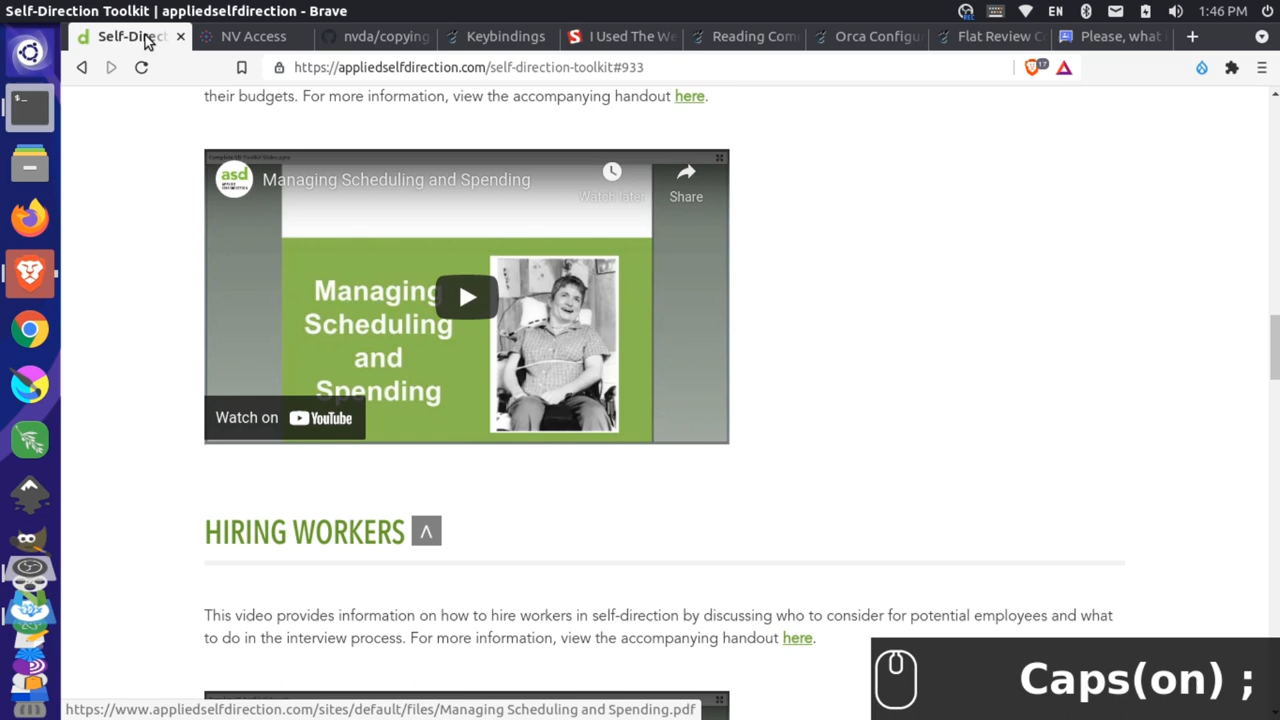 Self-Direction Toolkit | appliedselfdirection - Brave
EN
1:46 PM
Self-Direct
NV Access
nvda/copying
Keybindings
I Used The We
Reading Com
Orca Configu
Flat Review C
Please, what
https://appliedselfdirection.com/self-direction-toolkit#933
17
their budgets. For more information, view the accompanying handout here.
asd
Managing Scheduling and Spending
Watch later
Share
Managing
Scheduling
and
Spending
Watch on YouTube
HIRING WORKERS
This video provides information on how to hire workers in self-direction by discussing who to consider for potential employees and what
to do in the interview process. For more information, view the accompanying handout here.
Caps(on) ;
https://www.appliedselfdirection.com/sites/default/files/Managing Scheduling and Spending.pdf